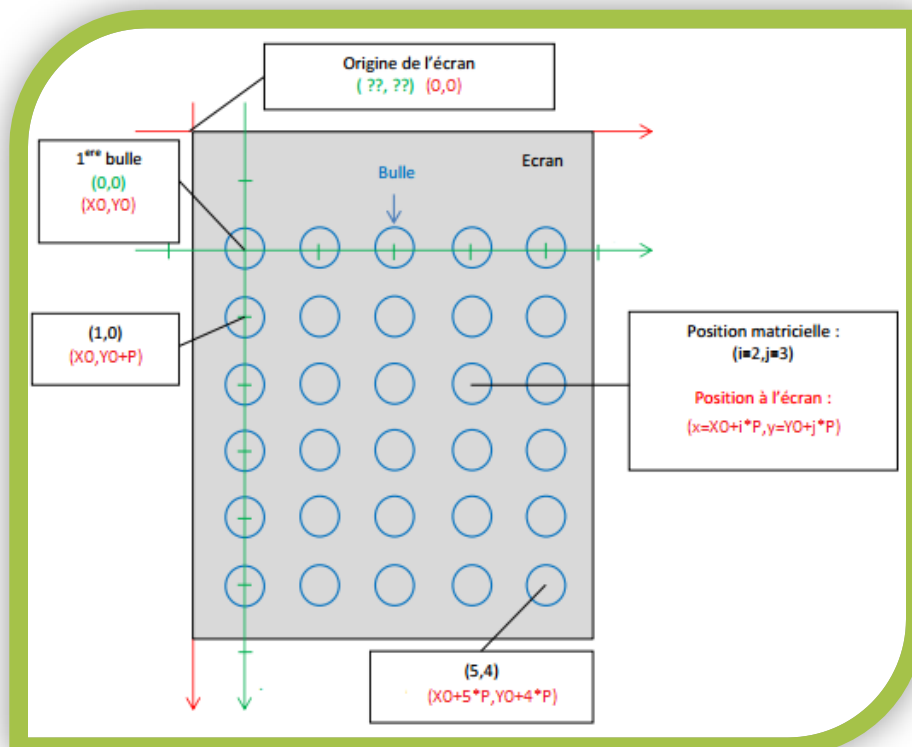 Origine de l'écran
( ??, ??) (0,0)
1ere bulle
(0,0)
(X0,Y0)
Ecran
Bulle
(1,0)
(X0,Y0+P)
Position matricielle :
(i=2,j=3)
Position à l'écran :
(x=X0+i*P,y=Y0+j*P)
(5,4)
(X0+5*P,Y0+4*P)